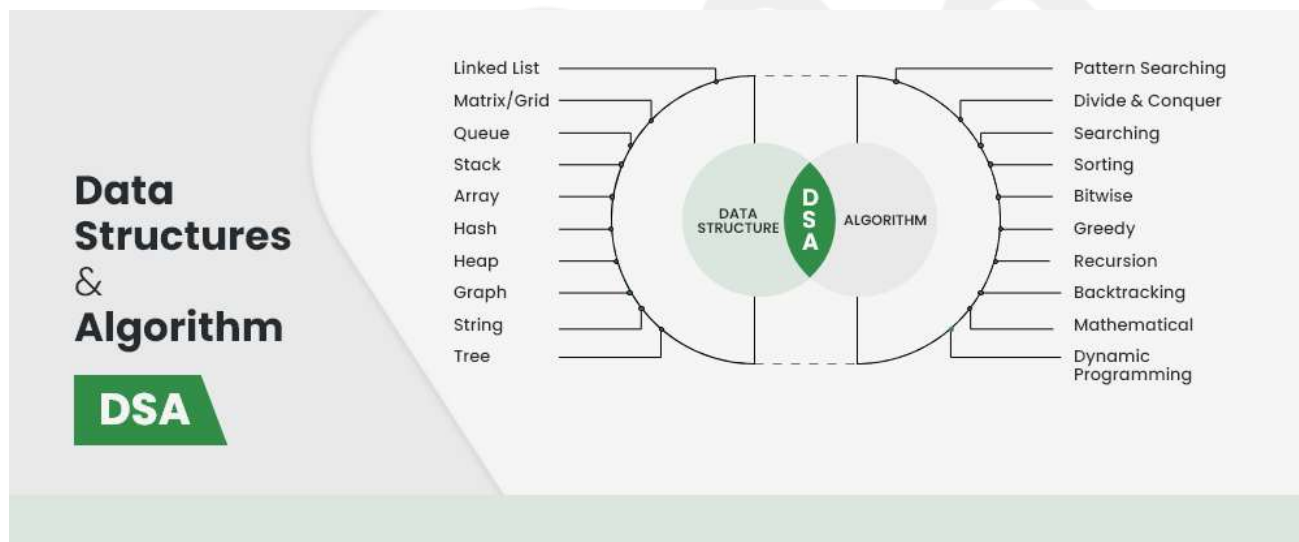 Data
Structures
&
Algorithm
DSA
Linked List
Matrix/Grid
Queue
Stack
Array
Hash
Heap
Graph
String
Tree
DATA
STRUCTURE
D
S
A
ALGORITHM
Pattern Searching
Divide & Conquer
Searching
Sorting
Bitwise
Greedy
Recursion
Backtracking
Mathematical
Dynamic
Programming